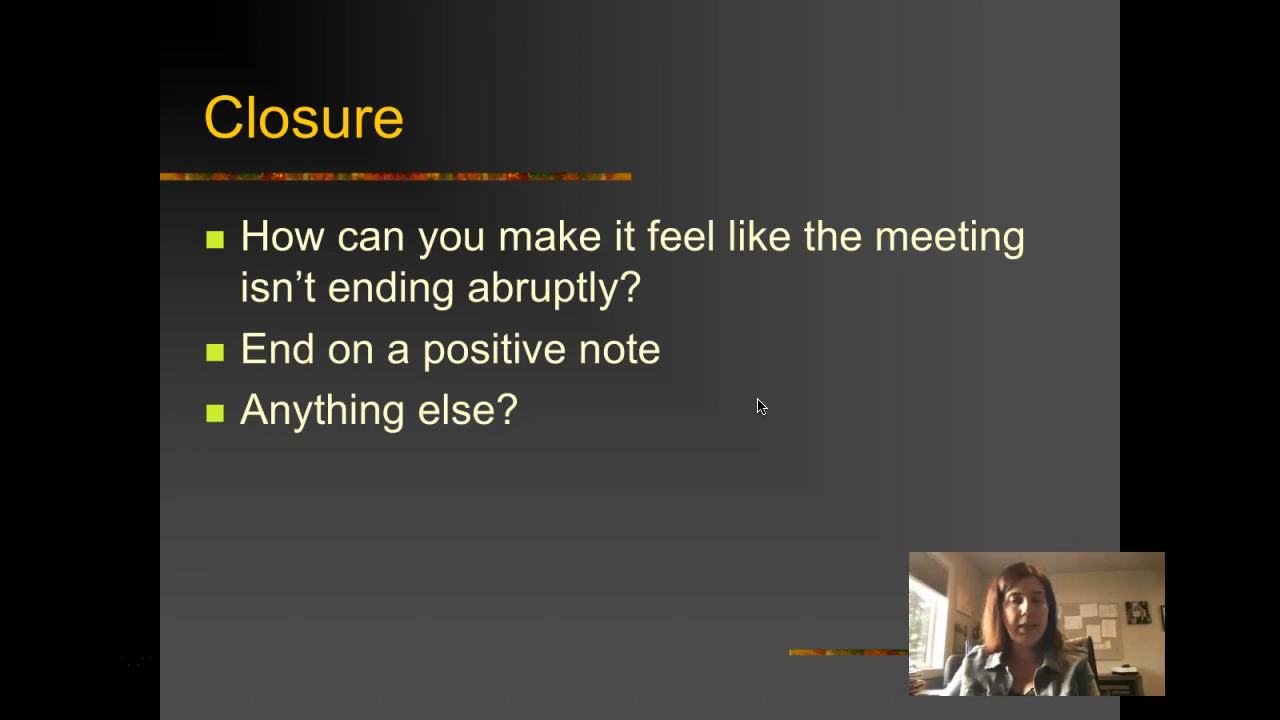 Closure
How can you make it feel like the meeting
isn’t ending abruptly?
End on a positive note
Anything else?